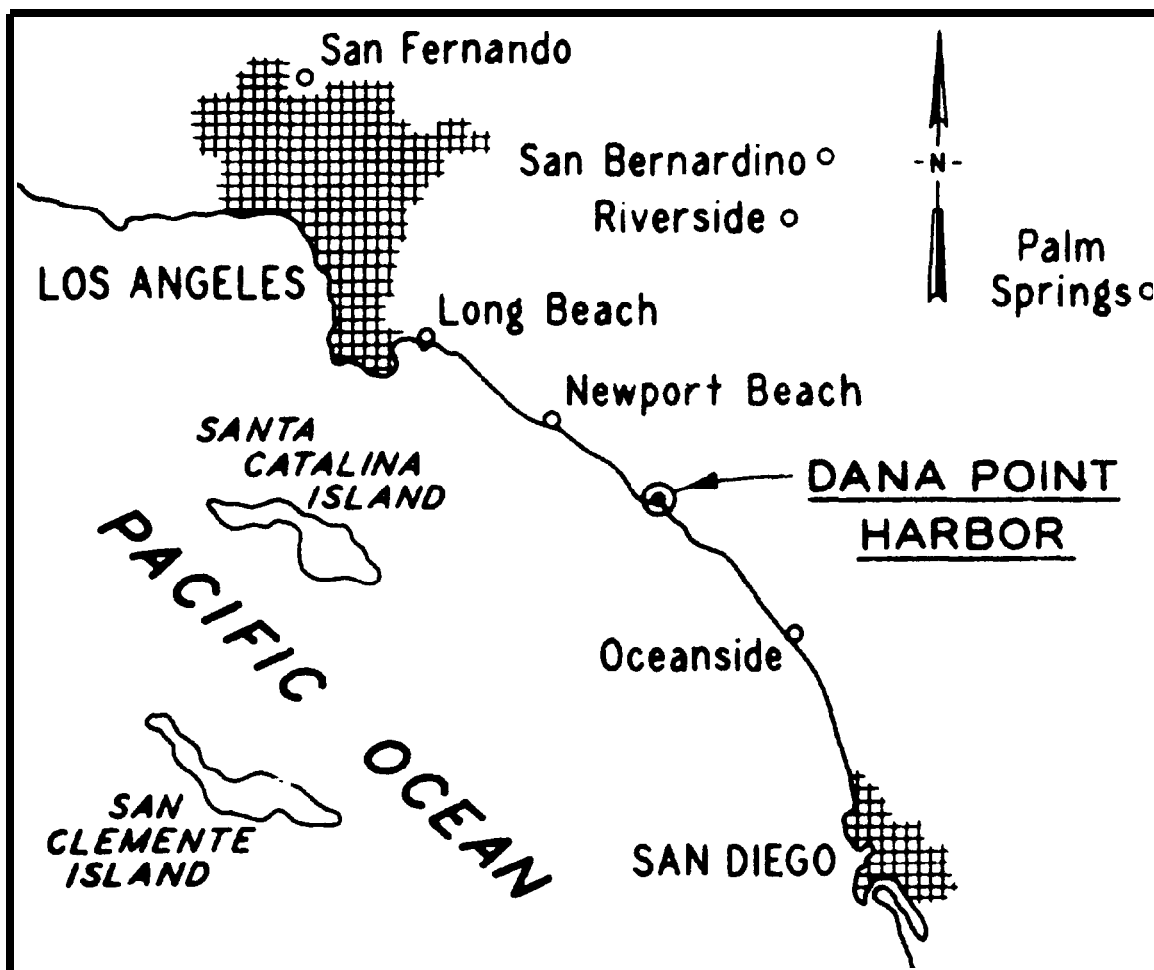 San Fernando
San Bernardino
-N-
Riverside
Palm
Springs
LOS ANGELES
Long Beach
Newport Beach
SANTA
CATALINA
ISLAND
DANA POINT
HARBOR
PACIFIC OCEAN
Oceanside
SAN
CLEMENTE
ISLAND
SAN DIEGO